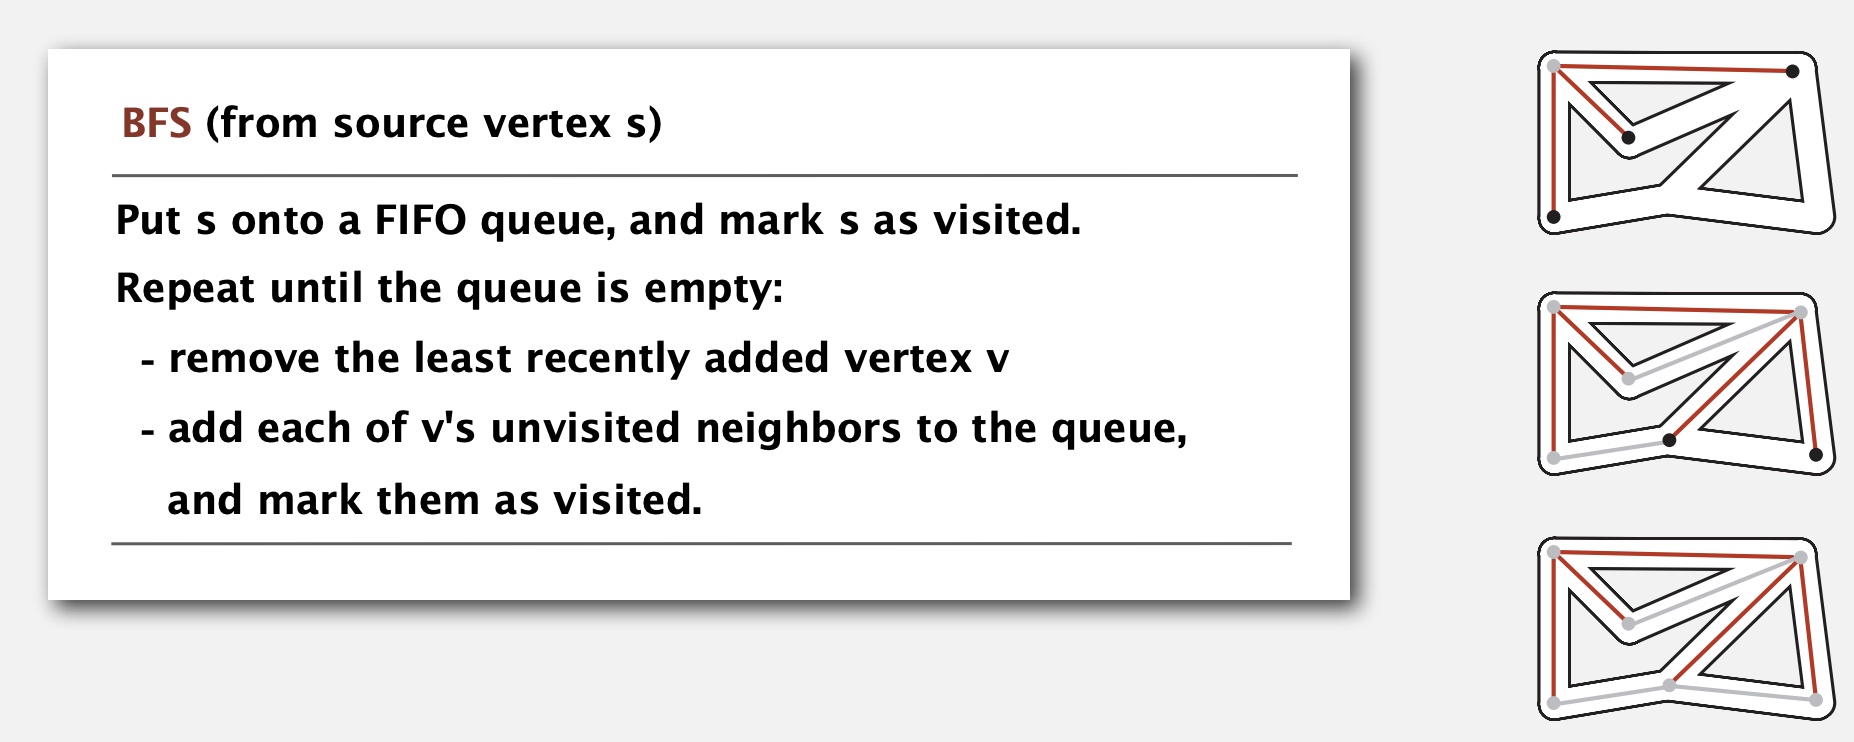 BFS (from source vertex s)
Put s onto a FIFO queue, and mark s as visited.
Repeat until the queue is empty:
- remove the least recently added vertex v
- add each of v's unvisited neighbors to the queue,
and mark them as visited.